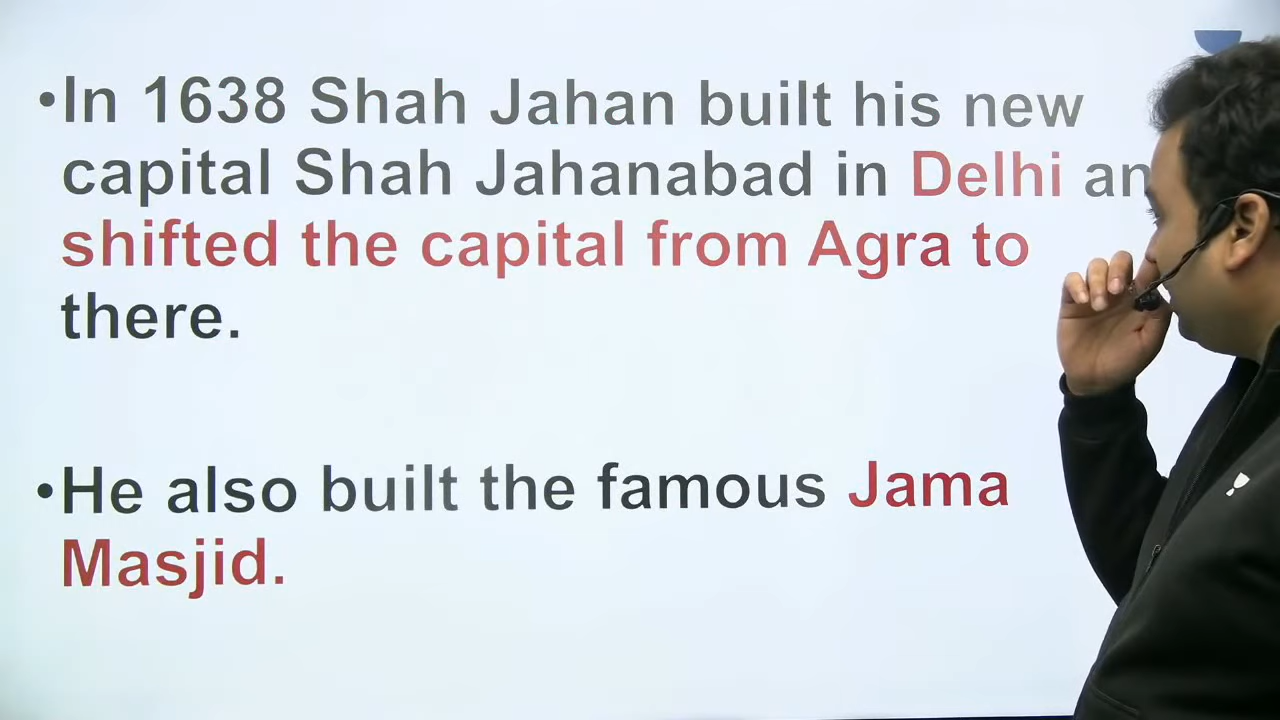 •In 1638 Shah Jahan built his new
capital Shah Jahanabad in Delhi an
shifted the capital from Agra to
there.
•He also built the famous Jama
Masjid.